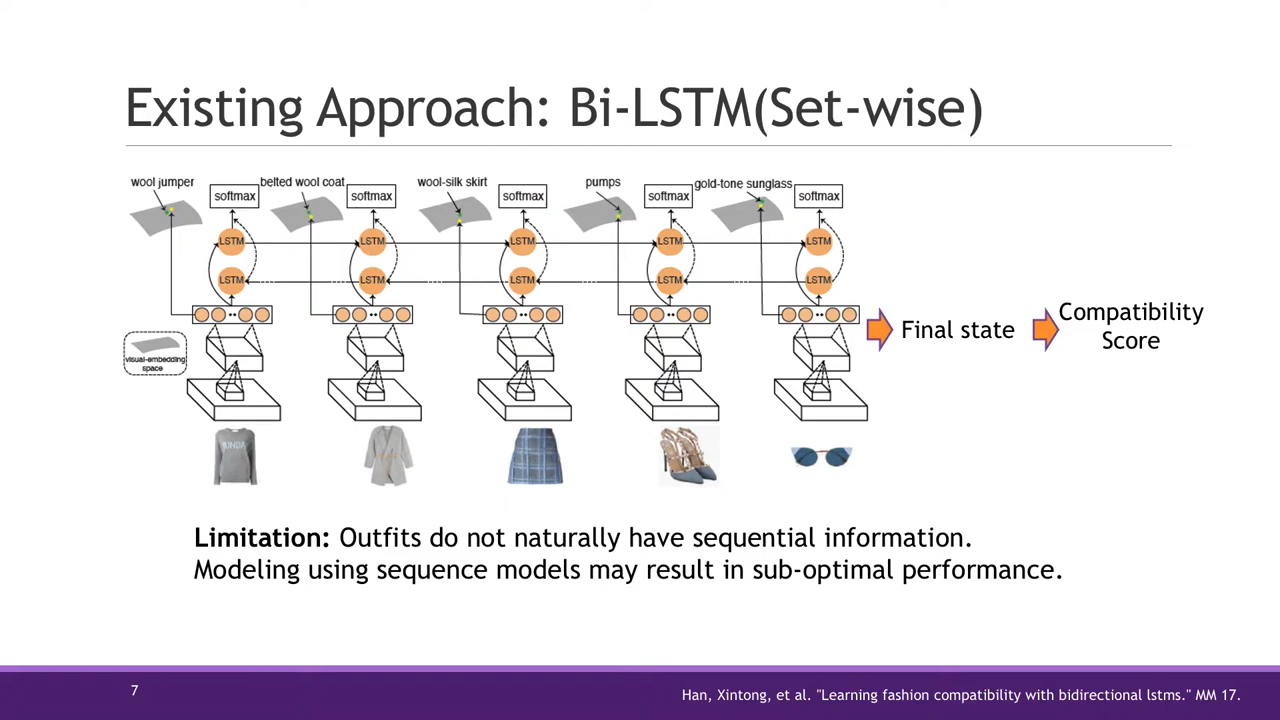 Existing Approach: Bi-LSTM(Set-wise)
wool jumper
softmax
belted wool coat
softmax
wool-silk skirt
softmax
pumps
softmax
gold-tone sunglass
softmax
LSTM
LSTM
LSTM
LSTM
LSTM
LSTM
LSTM
LSTM
LSTM
LSTM
visual-embedding
space
Final state
Compatibility
Score
Limitation: Outfits do not naturally have sequential information.
Modeling using sequence models may result in sub-optimal performance.
7
Han, Xintong, et al. "Learning fashion compatibility with bidirectional lstms." MM 17.